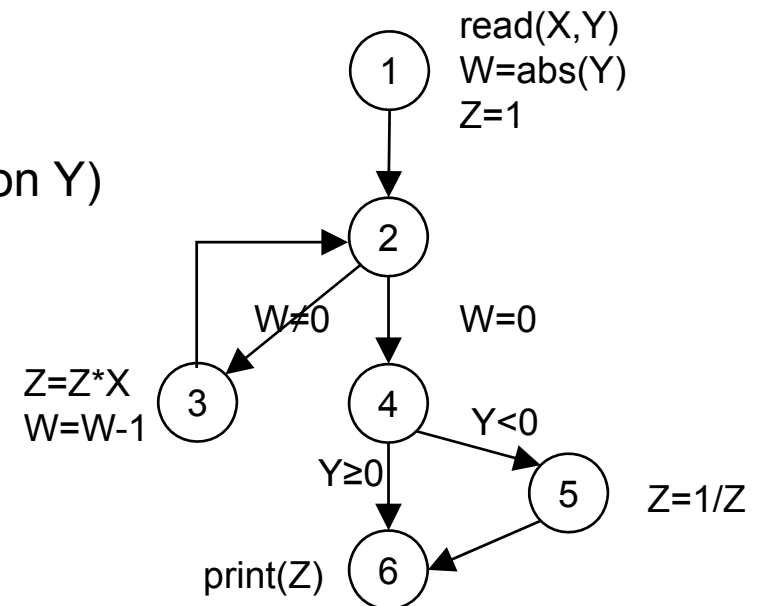 read(X,Y)
1
W=abs(Y)
Z=1
on Y)
2
W≠0
W=0
Z=Z*X
3
W=W-1
4
Y<0
Y≥0
5
Z=1/Z
print(Z)
6